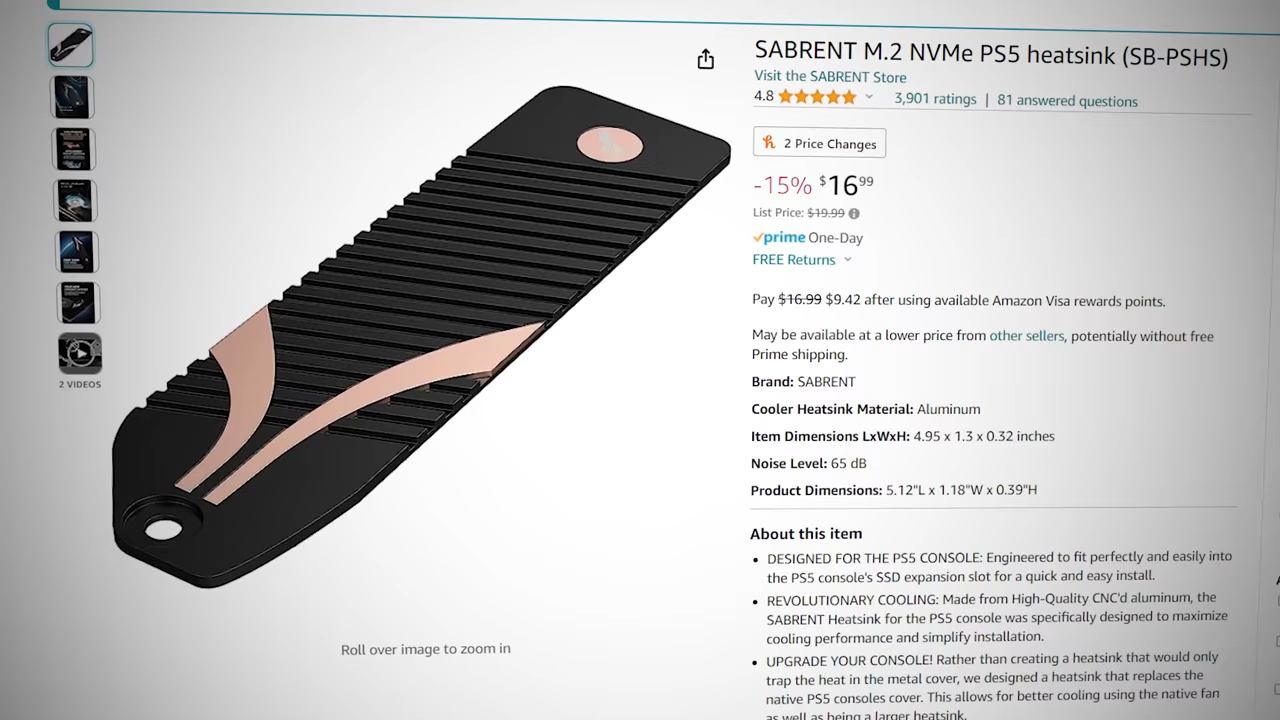 SABRENT M.2 NVMe PS5 heatsink (SB-PSHS)
Visit the SABRENT Store
4.8 3,901 ratings | 81 answered questions
2 Price Changes
-15% $16 99
List Price: $19.99
prime One-Day
FREE Returns
Pay $16.99 $9.42 after using available Amazon Visa rewards points.
May be available at a lower price from other sellers, potentially without free
Prime shipping.
Brand: SABRENT
Cooler Heatsink Material: Aluminum
Item Dimensions LxWxH: 4.95 x 1.3 x 0.32 inches
Noise Level: 65 dB
Product Dimensions: 5.12"L x 1.18"W x 0.39"H
About this item
• DESIGNED FOR THE PS5 CONSOLE: Engineered to fit perfectly and easily into
the PS5 console's SSD expansion slot for a quick and easy install.
• REVOLUTIONARY COOLING: Made from High-Quality CNC'd aluminum, the
SABRENT Heatsink for the PS5 console was specifically designed to maximize
cooling performance and simplify installation.
• UPGRADE YOUR CONSOLE! Rather than creating a heatsink that would only
trap the heat in the metal cover, we designed a heatsink that replaces the
native PS5 consoles cover. This allows for better cooling using the native fan
as well as being a larger heatsink.
2 VIDEOS
Roll over image to zoom in